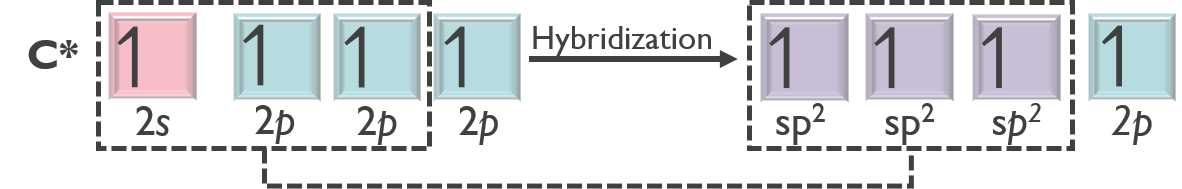 C* 1 1 1 1 Hybridization 1 1 1 1
2s 2p 2p 2p sp² sp² sp² 2p